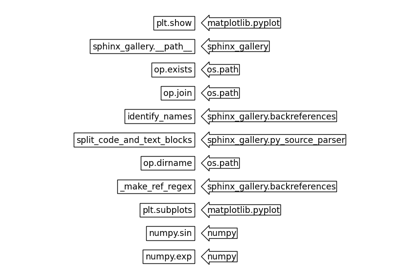 plt.show matplotlib.pyplot
sphinx_gallery.__path__ sphinx_gallery
op.exists os.path
op.join os.path
identify_names sphinx_gallery.backreferences
split_code_and_text_blocks sphinx_gallery.py_source_parser
op.dirname os.path
_make_ref_regex sphinx_gallery.backreferences
plt.subplots matplotlib.pyplot
numpy.sin numpy
numpy.exp numpy